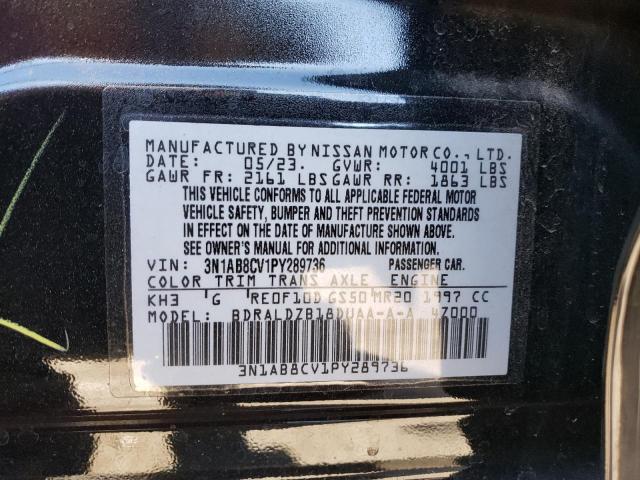 MANUFACTURED BY NISSAN MOTOR CO., LTD.
DATE: 05/23. GVWR: 4001 LBS
GAWR FR: 2161 LBS GAWR RR: 1863 LBS
THIS VEHICLE CONFORMS TO ALL APPLICABLE FEDERAL MOTOR
VEHICLE SAFETY, BUMPER AND THEFT PREVENTION STANDARDS
IN EFFECT ON THE DATE OF MANUFACTURE SHOWN ABOVE.
SEE OWNER'S MANUAL FOR ADDITIONAL INFORMATION.
VIN: 3N1AB8CV1PY289736 PASSENGER CAR.
COLOR TRIM TRANS AXLE ENGINE
KH3 G RE0F10D GS50 MR20 1997 CC
MODEL: BDRALDZB18DUAA-A-A 4Z000
3N1AB8CV1PY289736